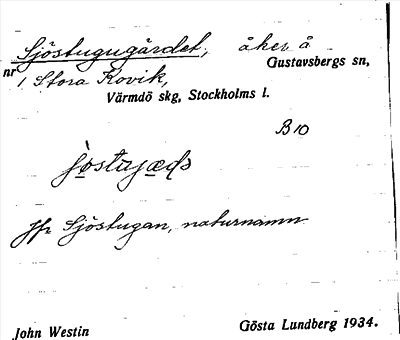 Sjöstugugärdet, åker å
Gustavsbergs sn,
nr 1 Stora Kovik,
Värmdö skg, Stockholms l.
B10
Jfr Sjöstugan, naturnamn
John Westin Gösta Lundberg 1934.